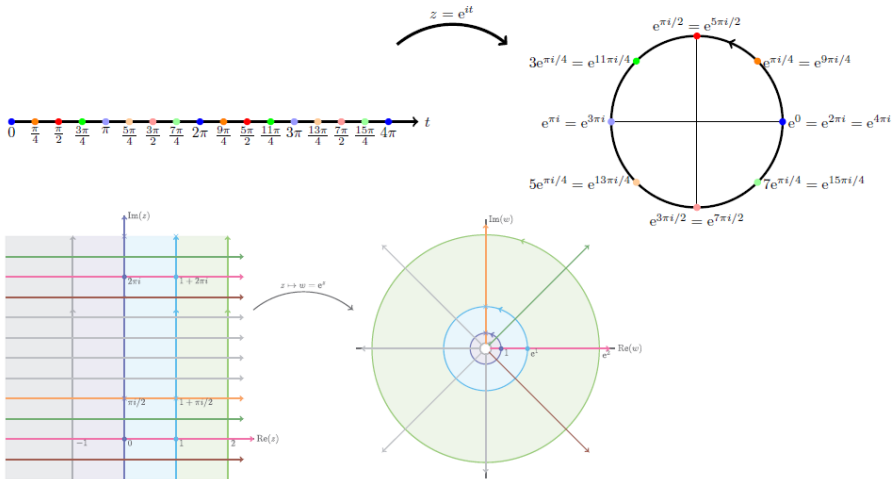 z = e^{it}
e^{πi/2} = e^{5πi/2}
3e^{πi/4} = e^{11πi/4}
e^{πi/4} = e^{9πi/4}
e^{πi} = e^{3πi}
e^0 = e^{2πi} = e^{4πi}
5e^{πi/4} = e^{13πi/4}
7e^{πi/4} = e^{15πi/4}
e^{3πi/2} = e^{7πi/2}
0 π/4 π/2 3π/4 π 5π/4 3π/2 7π/4 2π 9π/4 5π/2 11π/4 3π 13π/4 7π/2 15π/4 4π t
Im(z)
2πi 1 + 2πi
πi/2 1 + πi/2
−1 0 1 2 Re(z)
z ↦ w = e^z
Im(w)
1 e^1 e^2 Re(w)